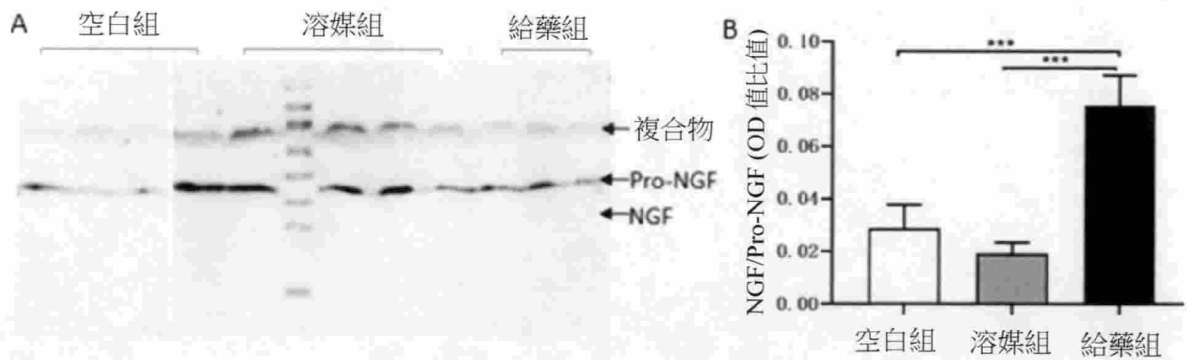 A
空白組
溶媒組
給藥組
複合物
Pro-NGF
NGF
B
NGF/Pro-NGF (OD 值比值)
0.10
0.08
0.06
0.04
0.02
0.00
***
***
空白組
溶媒組
給藥組